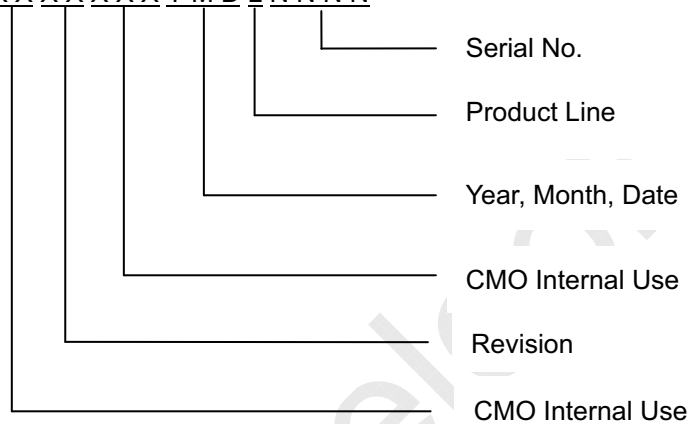 Serial No.
Product Line
Year, Month, Date
CMO Internal Use
Revision
CMO Internal Use